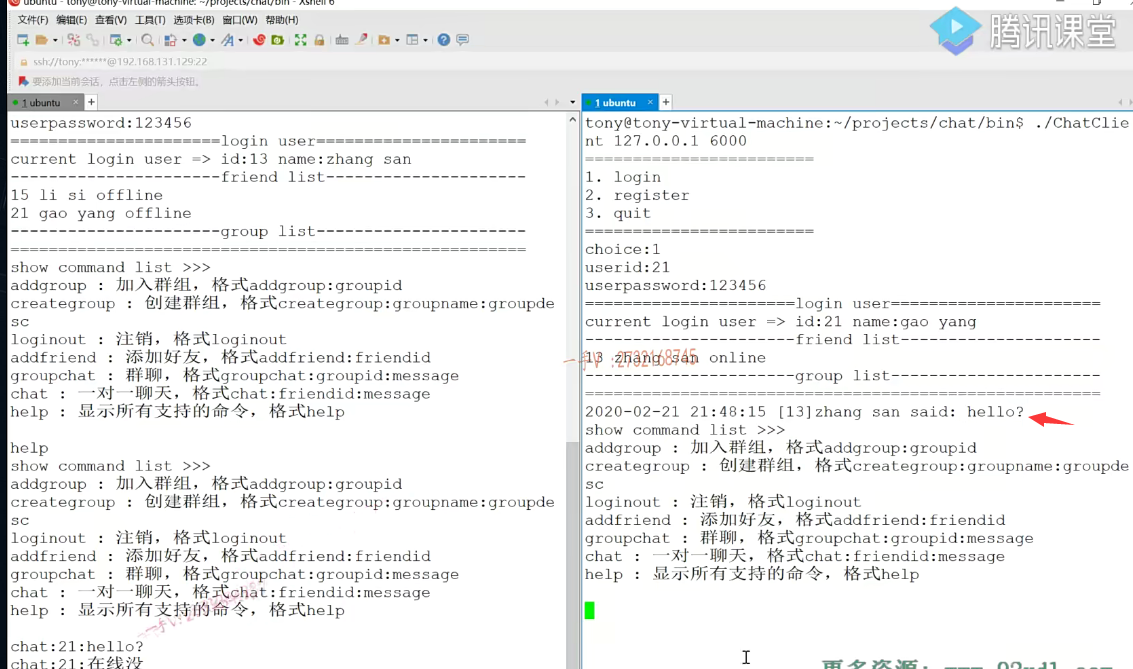 ubuntu - tony@tony-virtual-machine: ~/projects/chat/bin - Xshell 6
文件(F) 编辑(E) 查看(V) 工具(T) 选项卡(B) 窗口(W) 帮助(H)
腾讯课堂
ssh://tony:******@192.168.131.129:22
要添加当前会话，点击左侧的箭头按钮。
1 ubuntu × +
userpassword:123456
======================login user======================
current login user => id:13 name:zhang san
----------------------friend list---------------------
15 li si offline
21 gao yang offline
----------------------group list----------------------
======================================================
show command list >>>
addgroup : 加入群组，格式addgroup:groupid
creategroup : 创建群组，格式creategroup:groupname:groupde
sc
loginout : 注销，格式loginout
addfriend : 添加好友，格式addfriend:friendid
groupchat : 群聊，格式groupchat:groupid:message
chat : 一对一聊天，格式chat:friendid:message
help : 显示所有支持的命令，格式help
help
show command list >>>
addgroup : 加入群组，格式addgroup:groupid
creategroup : 创建群组，格式creategroup:groupname:groupde
sc
loginout : 注销，格式loginout
addfriend : 添加好友，格式addfriend:friendid
groupchat : 群聊，格式groupchat:groupid:message
chat : 一对一聊天，格式chat:friendid:message
help : 显示所有支持的命令，格式help
chat:21:hello?
chat:21:在线没
1 ubuntu × +
tony@tony-virtual-machine:~/projects/chat/bin$ ./ChatClie
nt 127.0.0.1 6000
========================
1. login
2. register
3. quit
========================
choice:1
userid:21
userpassword:123456
======================login user======================
current login user => id:21 name:gao yang
----------------------friend list---------------------
13 zhang san online
----------------------group list----------------------
======================================================
2020-02-21 21:48:15 [13]zhang san said: hello?
show command list >>>
addgroup : 加入群组，格式addgroup:groupid
creategroup : 创建群组，格式creategroup:groupname:groupde
sc
loginout : 注销，格式loginout
addfriend : 添加好友，格式addfriend:friendid
groupchat : 群聊，格式groupchat:groupid:message
chat : 一对一聊天，格式chat:friendid:message
help : 显示所有支持的命令，格式help
一手V:2732168745
更多资源: